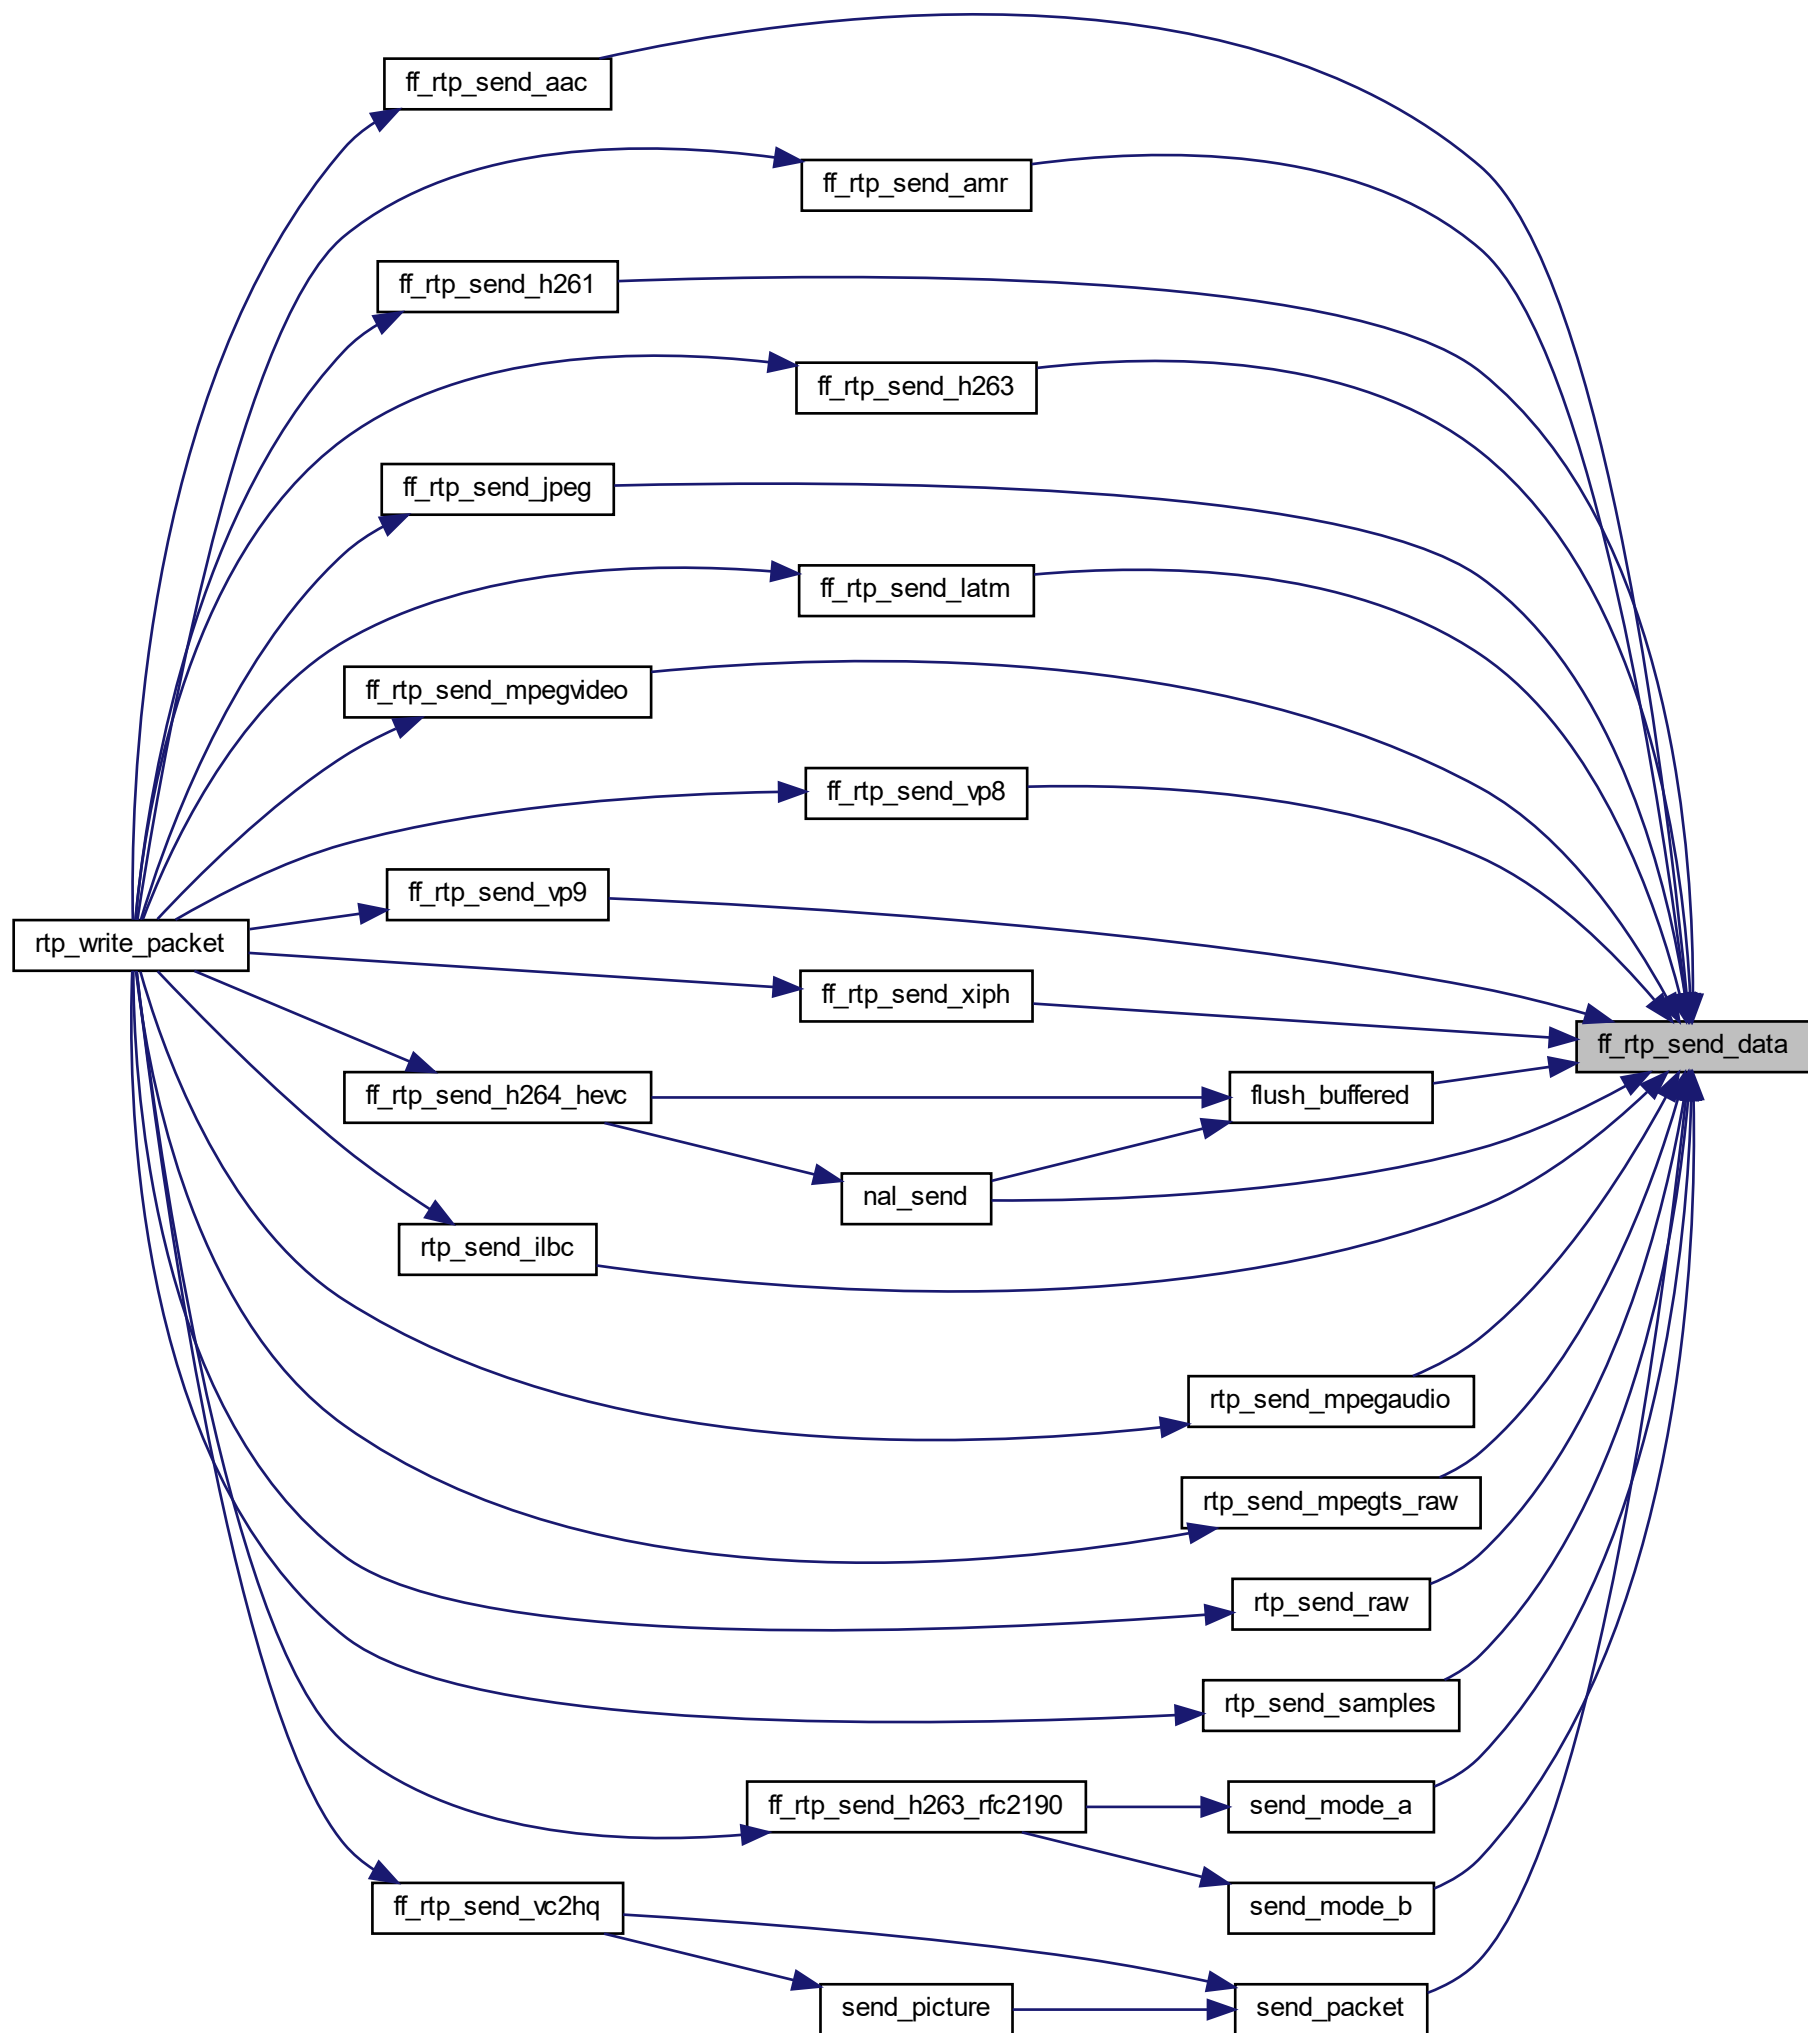 ff_rtp_send_aac
ff_rtp_send_amr
ff_rtp_send_h261
ff_rtp_send_h263
ff_rtp_send_jpeg
ff_rtp_send_latm
ff_rtp_send_mpegvideo
ff_rtp_send_vp8
ff_rtp_send_vp9
rtp_write_packet
ff_rtp_send_xiph
ff_rtp_send_data
ff_rtp_send_h264_hevc
flush_buffered
nal_send
rtp_send_ilbc
rtp_send_mpegaudio
rtp_send_mpegts_raw
rtp_send_raw
rtp_send_samples
ff_rtp_send_h263_rfc2190
send_mode_a
ff_rtp_send_vc2hq
send_mode_b
send_picture
send_packet